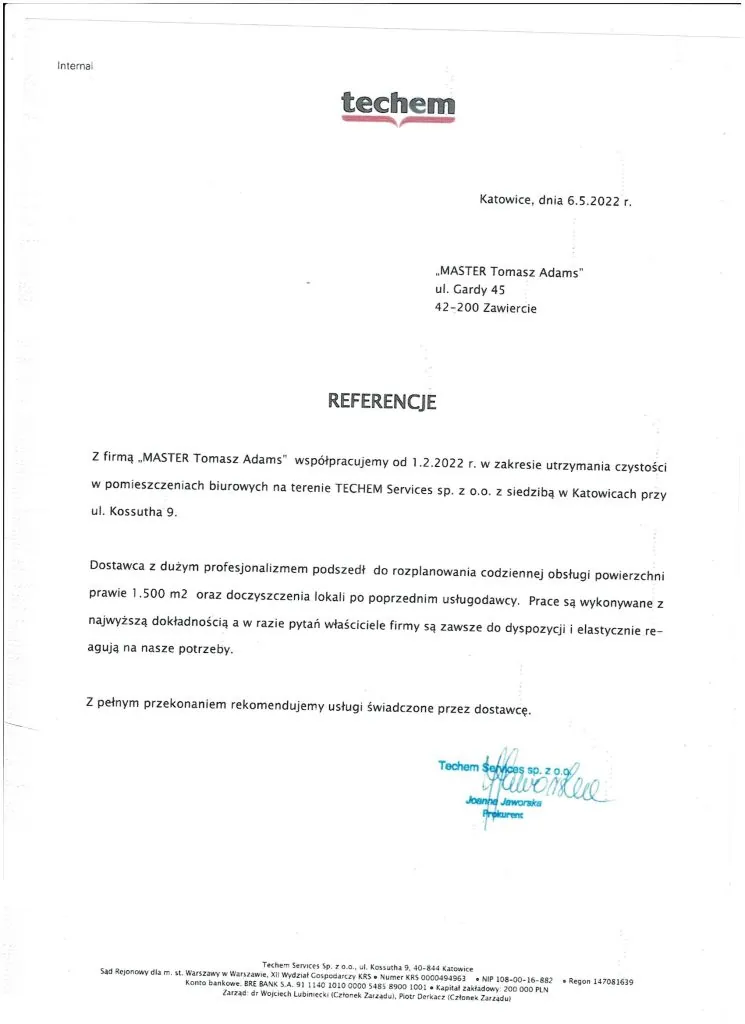 Internal
techem
Katowice, dnia 6.5.2022 r.
„MASTER Tomasz Adams"
ul. Gardy 45
42-200 Zawiercie
REFERENCJE
Z firmą „MASTER Tomasz Adams" współpracujemy od 1.2.2022 r. w zakresie utrzymania czystości
w pomieszczeniach biurowych na terenie TECHEM Services sp. z o.o. z siedzibą w Katowicach przy
ul. Kossutha 9.
Dostawca z dużym profesjonalizmem podszedł do rozplanowania codziennej obsługi powierzchni
prawie 1.500 m2 oraz doczyszczenia lokali po poprzednim usługodawcy. Prace są wykonywane z
najwyższą dokładnością a w razie pytań właściciele firmy są zawsze do dyspozycji i elastycznie re-
agują na nasze potrzeby.
Z pełnym przekonaniem rekomendujemy usługi świadczone przez dostawcę.
Techem Services sp. z o.o.
Jaworska
Joanna Jaworska
Prokurent
Techem Services Sp. z o.o., ul. Kossutha 9, 40-844 Katowice
Sąd Rejonowy dla m. st. Warszawy w Warszawie, XII Wydział Gospodarczy KRS • Numer KRS 0000494963 • NIP 108-00-16-882 • Regon 147081639
Konto bankowe. BRE BANK S.A. 91 1140 1010 0000 5485 8900 1001 • Kapitał zakładowy: 200 000 PLN
Zarząd: dr Wojciech Lubiniecki (Członek Zarządu), Piotr Derkacz (Członek Zarządu)